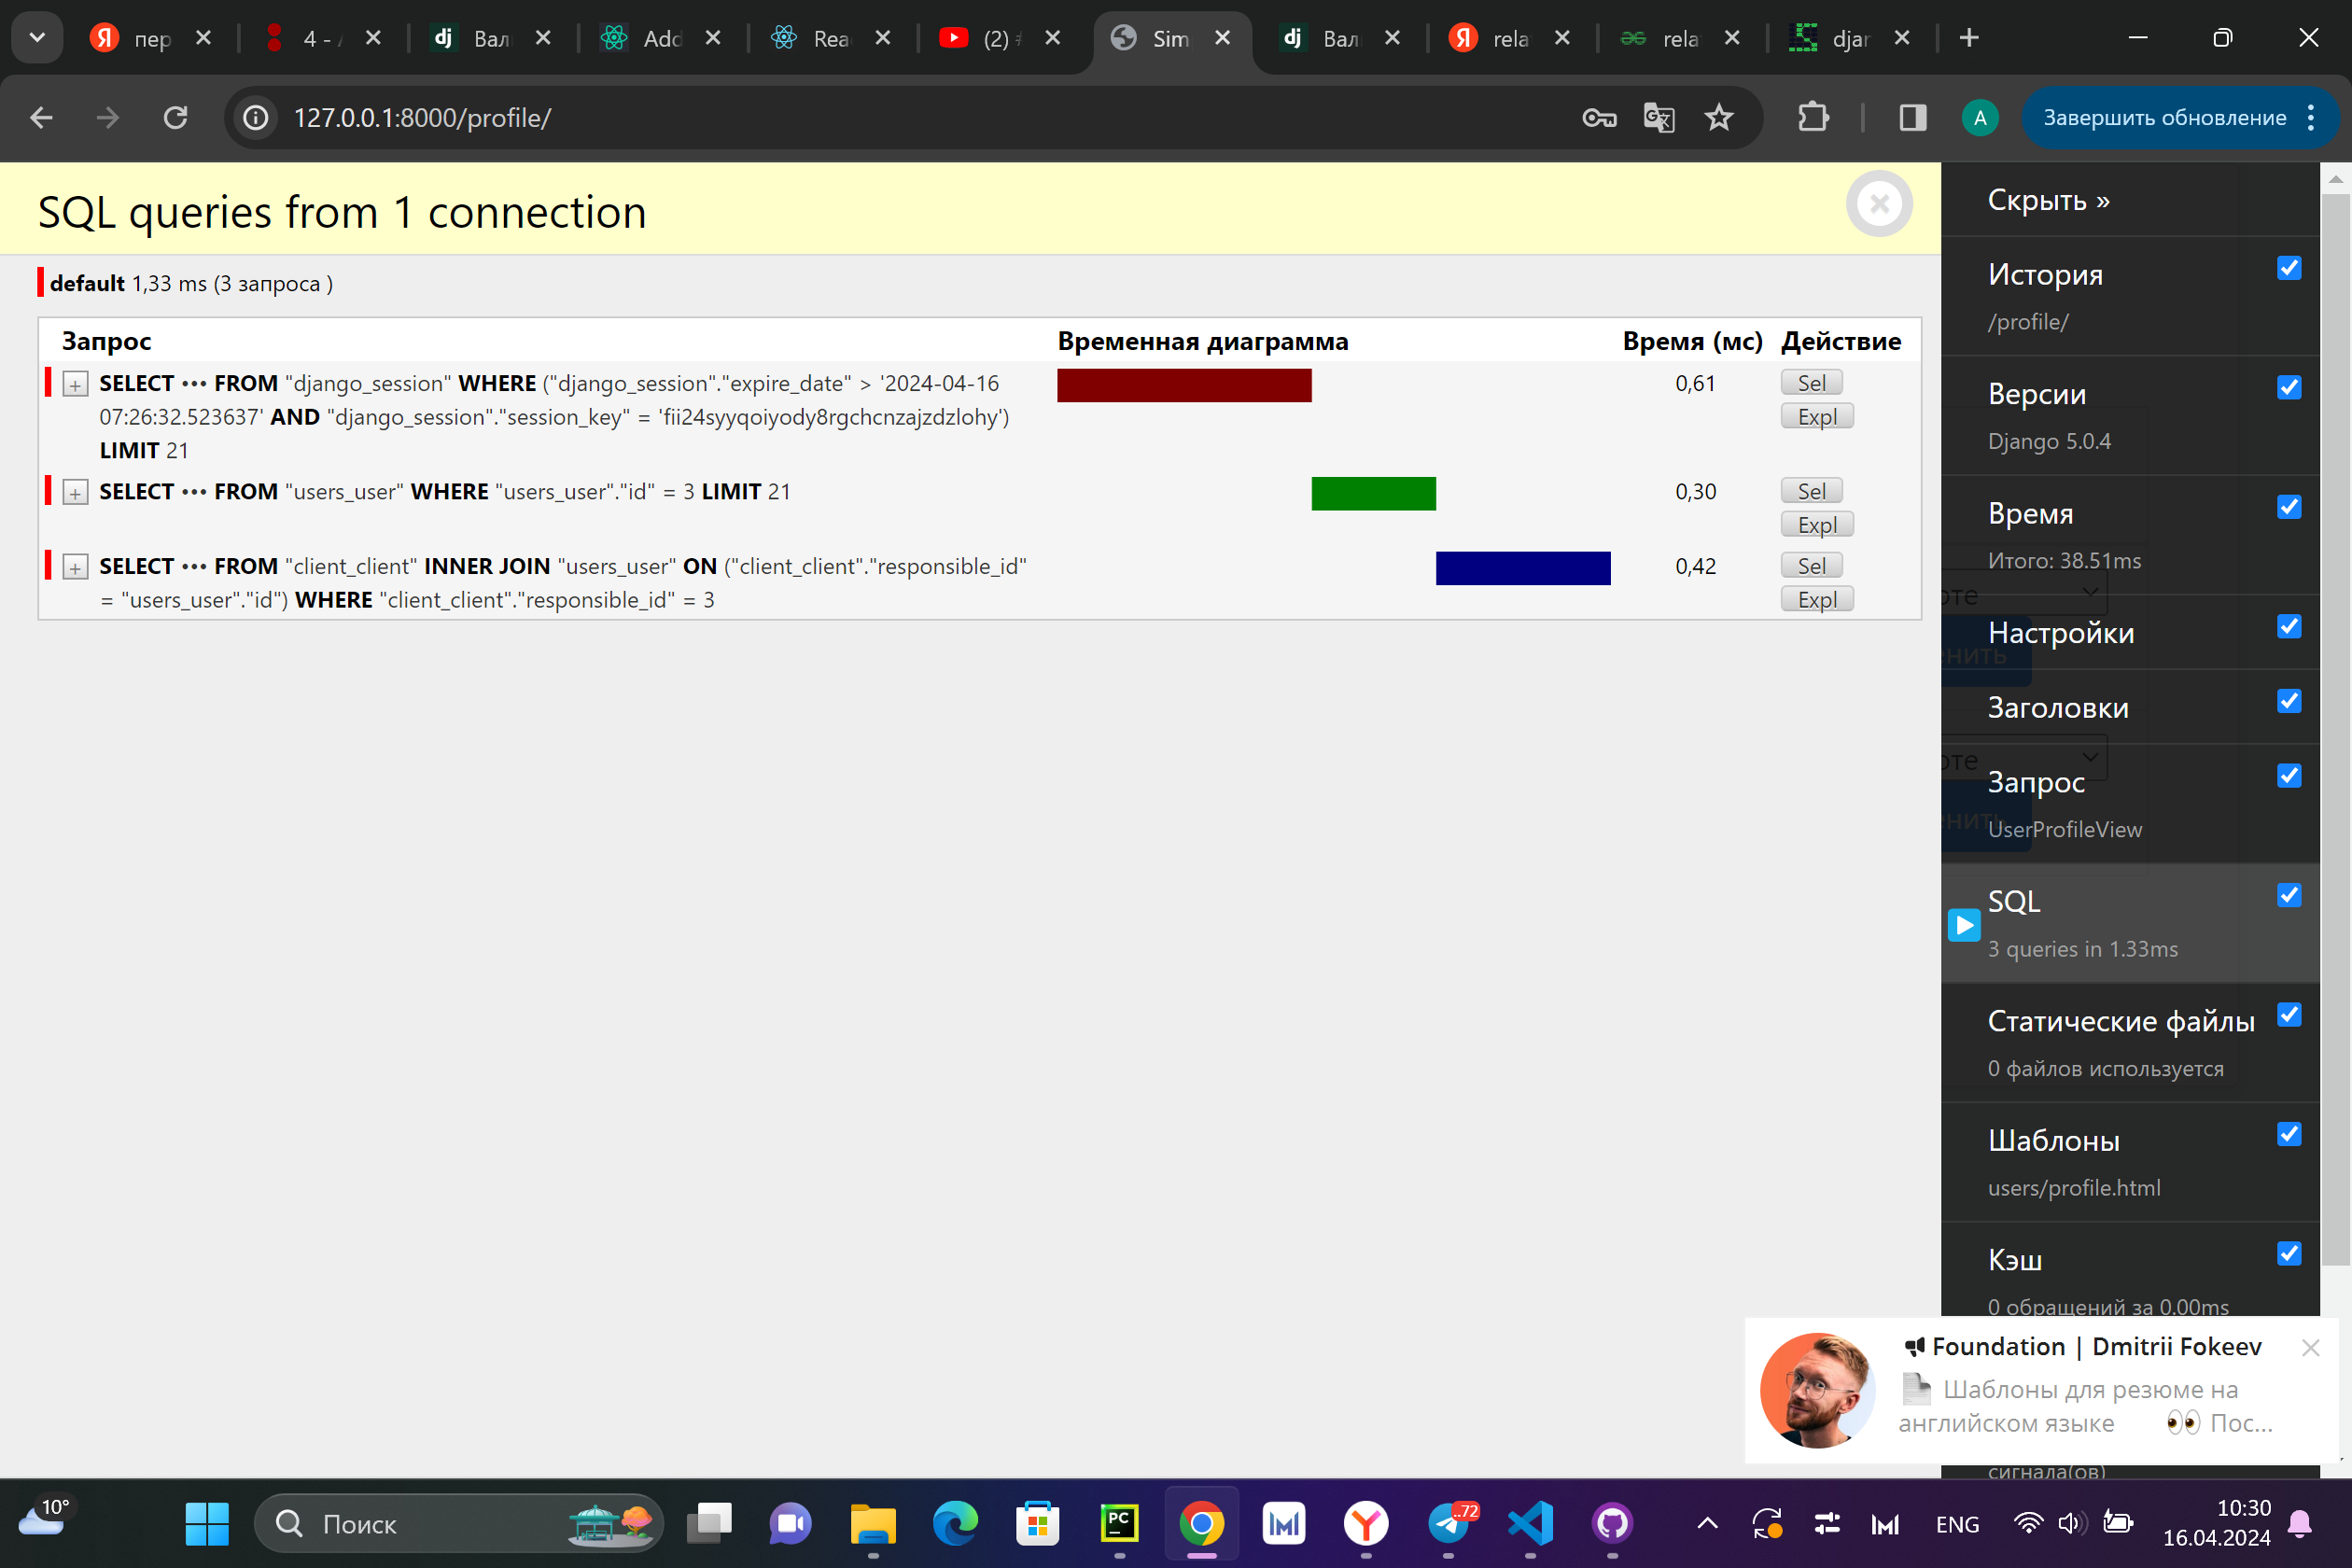 пер
4 -
Вал
Add
Rea
(2)
Sim
Вал
rela
rela
djar
127.0.0.1:8000/profile/
A
Завершить обновление
SQL queries from 1 connection
default 1,33 ms (3 запроса )
Запрос Временная диаграмма Время (мс) Действие
SELECT ••• FROM "django_session" WHERE ("django_session"."expire_date" > '2024-04-16
07:26:32.523637' AND "django_session"."session_key" = 'fii24syyqoiyody8rgchcnzajzdzlohy')
LIMIT 21
0,61
Sel
Expl
SELECT ••• FROM "users_user" WHERE "users_user"."id" = 3 LIMIT 21
0,30
Sel
Expl
SELECT ••• FROM "client_client" INNER JOIN "users_user" ON ("client_client"."responsible_id"
= "users_user"."id") WHERE "client_client"."responsible_id" = 3
0,42
Sel
Expl
Скрыть »
История
/profile/
Версии
Django 5.0.4
Время
Итого: 38.51ms
Настройки
Заголовки
Запрос
UserProfileView
SQL
3 queries in 1.33ms
Статические файлы
0 файлов используется
Шаблоны
users/profile.html
Кэш
0 обращений за 0.00ms
Foundation | Dmitrii Fokeev
Шаблоны для резюме на
английском языке 👀 Пос...
сигнала(ов)
10°
Поиск
PC
..72
ENG
10:30
16.04.2024